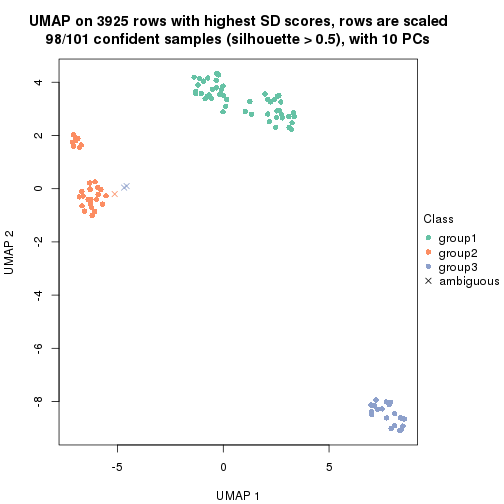 UMAP on 3925 rows with highest SD scores, rows are scaled
98/101 confident samples (silhouette > 0.5), with 10 PCs
4
2
0
-2
-4
-6
-8
UMAP 2
-5
0
5
UMAP 1
Class
group1
group2
group3
ambiguous